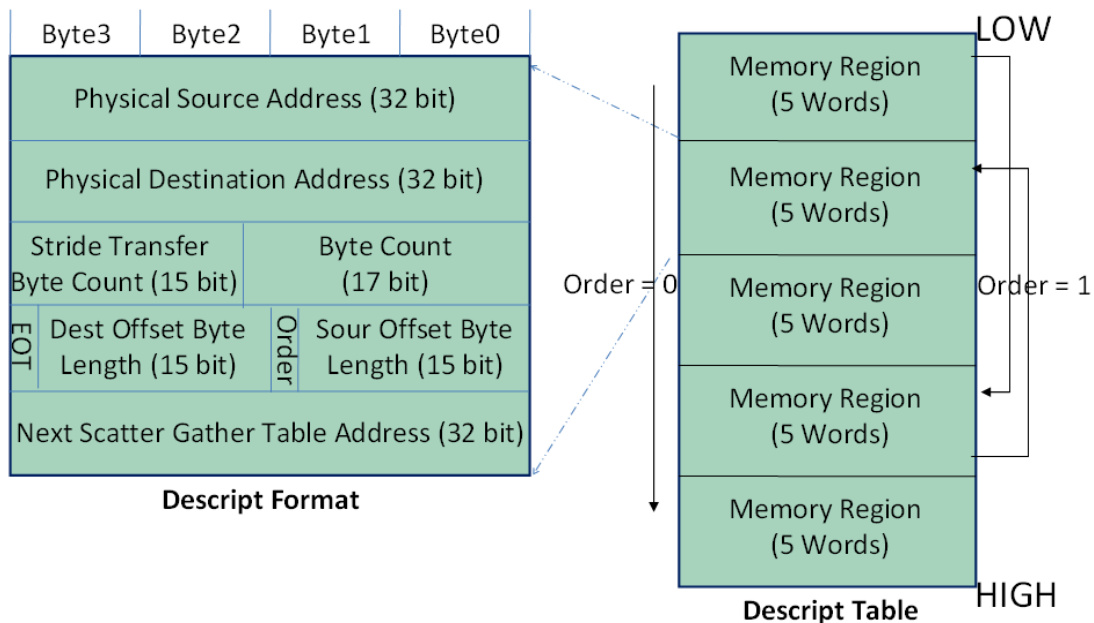 Byte3 Byte2 Byte1 Byte0
Physical Source Address (32 bit)
Physical Destination Address (32 bit)
Stride Transfer
Byte Count (15 bit)
Byte Count
(17 bit)
EOT
Dest Offset Byte
Length (15 bit)
Order
Sour Offset Byte
Length (15 bit)
Next Scatter Gather Table Address (32 bit)
Descript Format
LOW
Memory Region
(5 Words)
Memory Region
(5 Words)
Order = 0
Memory Region
(5 Words)
Order = 1
Memory Region
(5 Words)
Memory Region
(5 Words)
HIGH
Descript Table